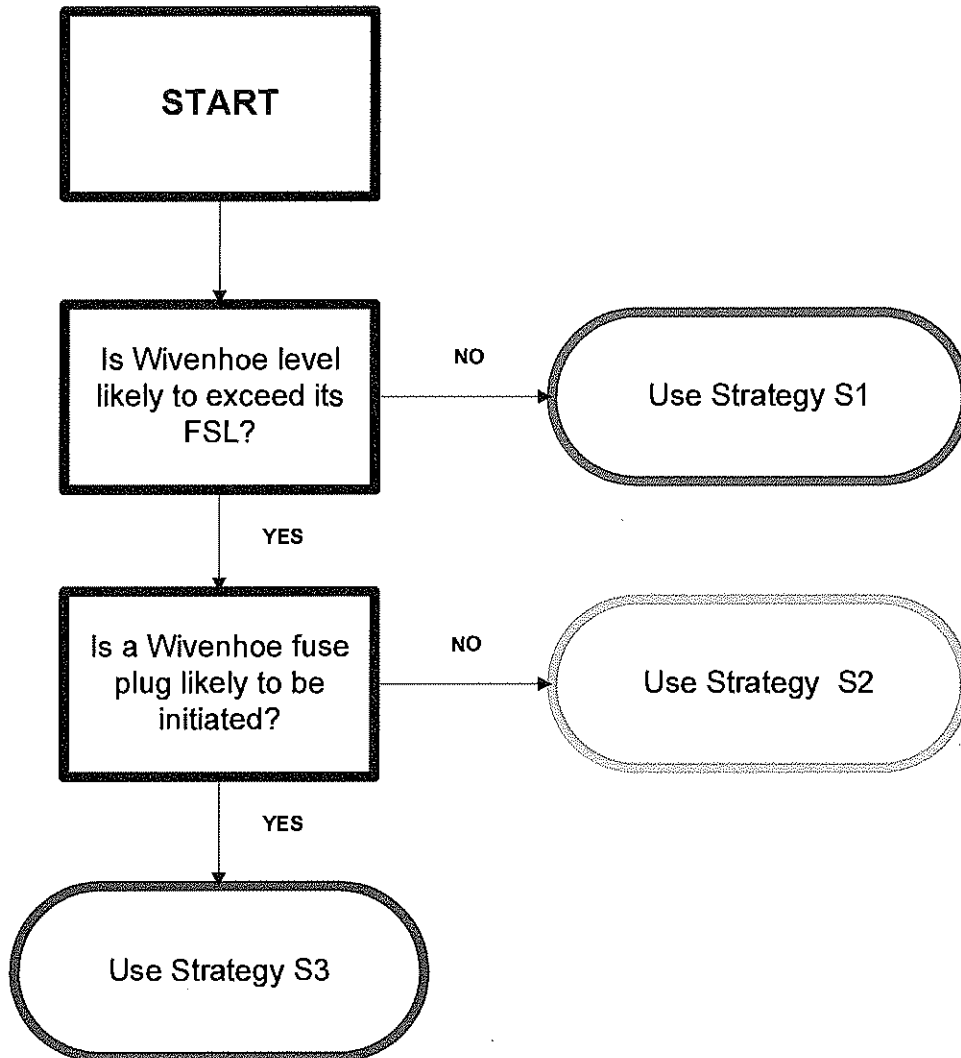 START
Is Wivenhoe level
likely to exceed its
FSL?
NO
Use Strategy S1
YES
Is a Wivenhoe fuse
plug likely to be
initiated?
NO
Use Strategy S2
YES
Use Strategy S3